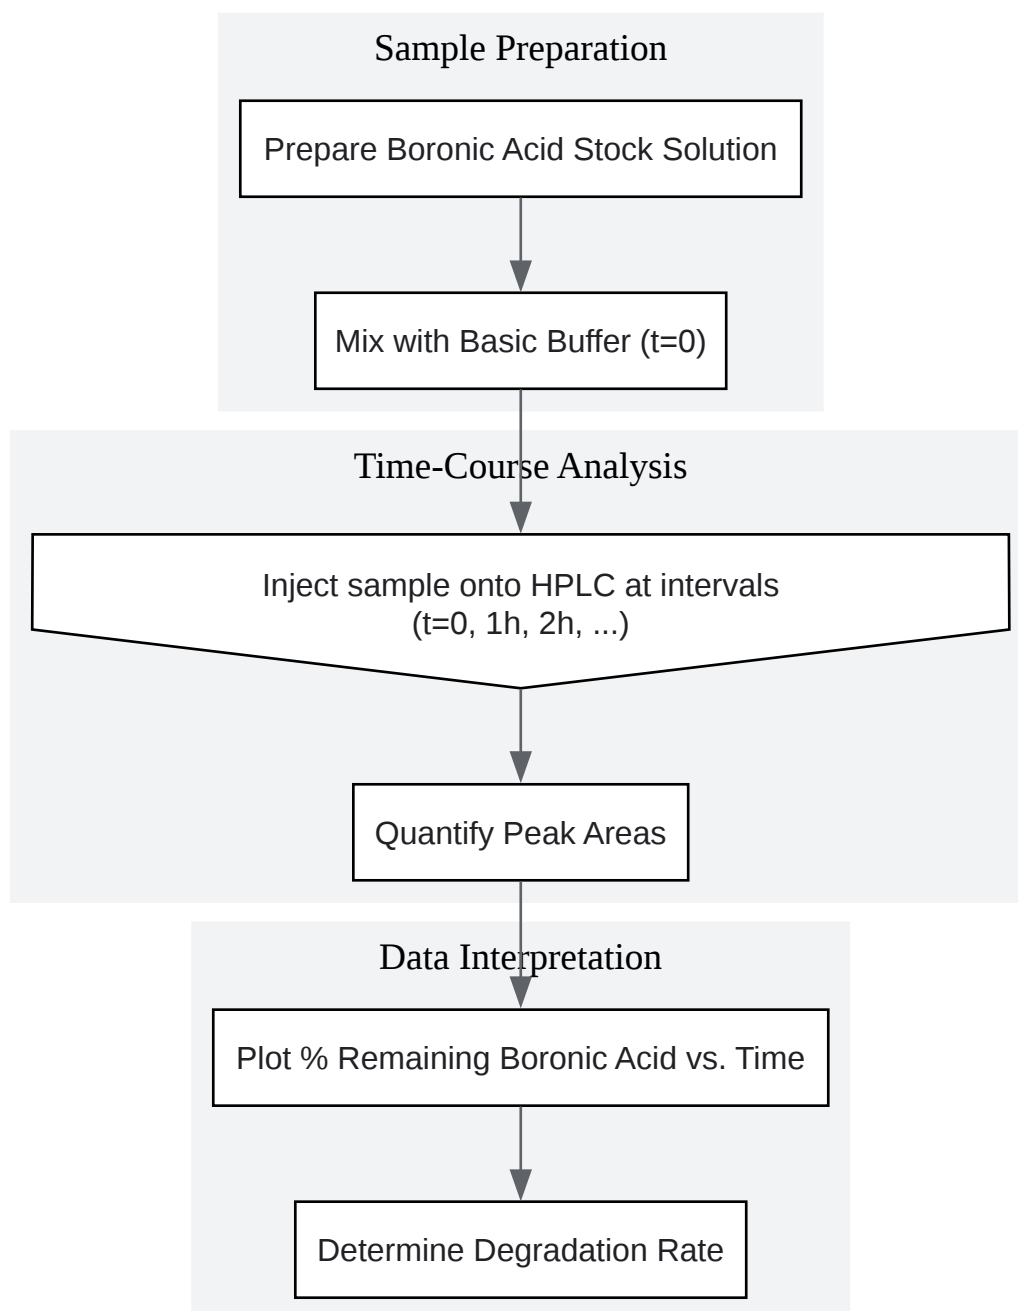 Sample Preparation
Prepare Boronic Acid Stock Solution
Mix with Basic Buffer (t=0)
Time-Course Analysis
Inject sample onto HPLC at intervals
(t=0, 1h, 2h, ...)
Quantify Peak Areas
Data Interpretation
Plot % Remaining Boronic Acid vs. Time
Determine Degradation Rate